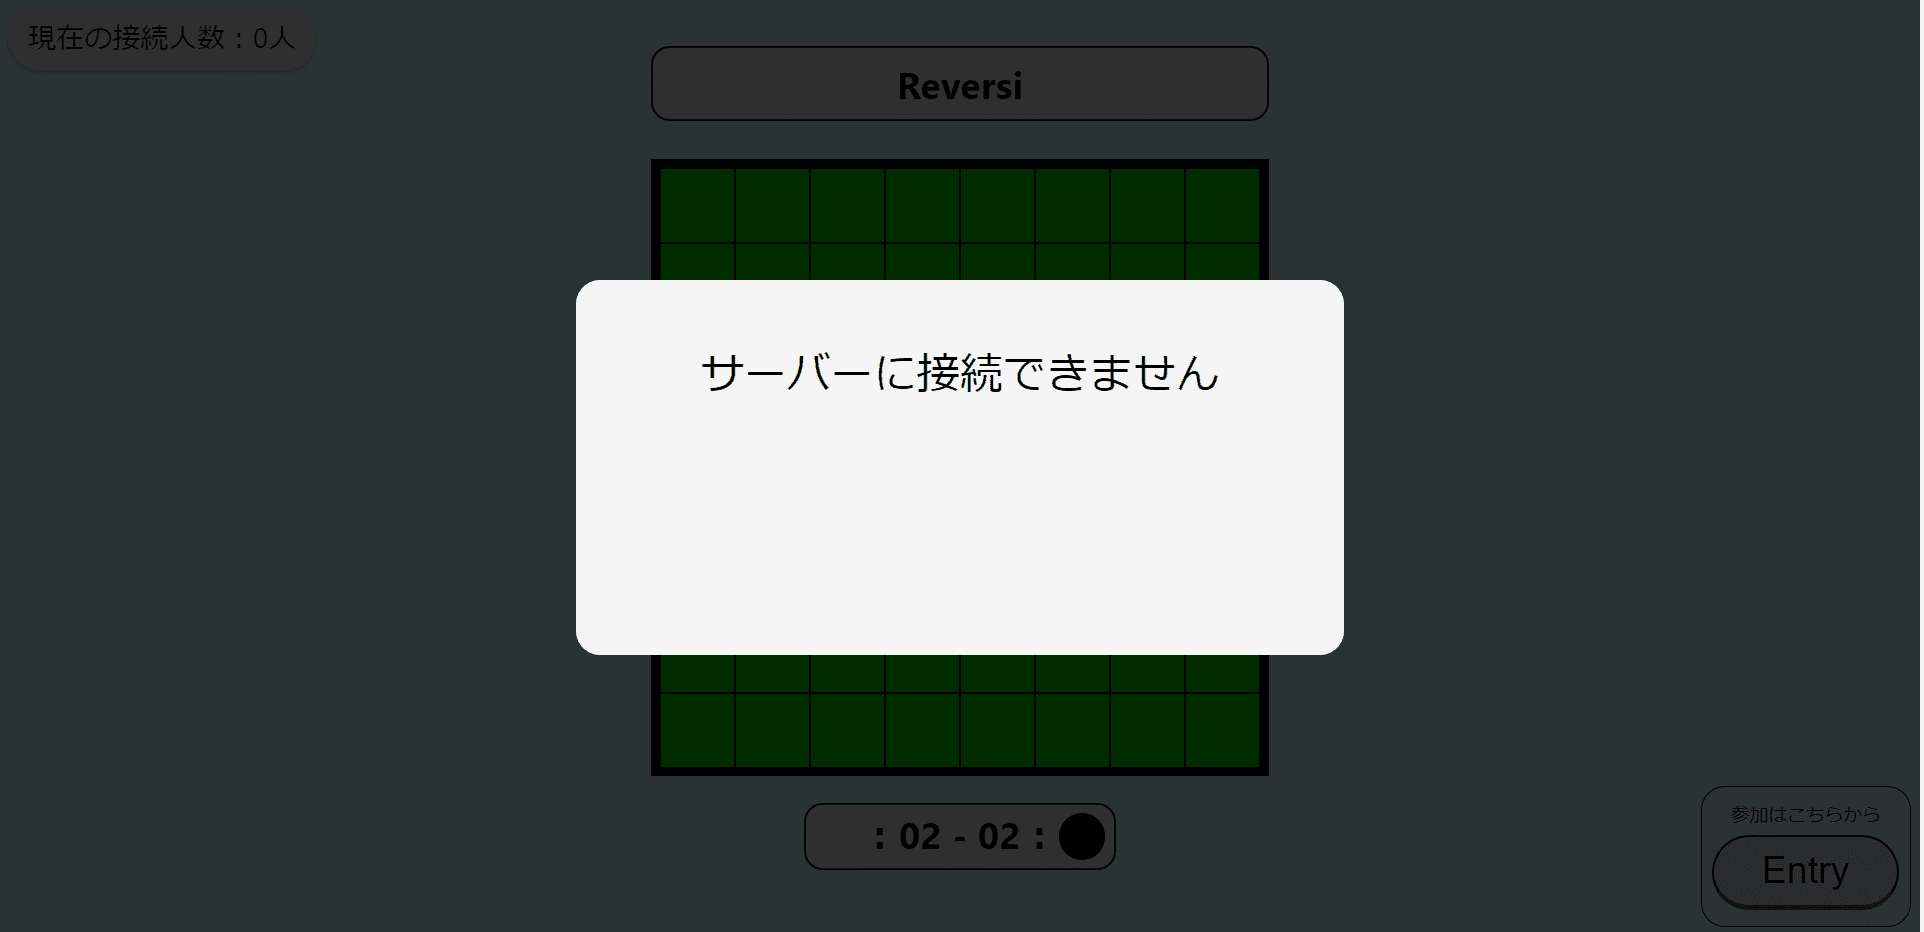 現在の接続人数：0人
Reversi
サーバーに接続できません
: 02 - 02 :
参加はこちらから
Entry